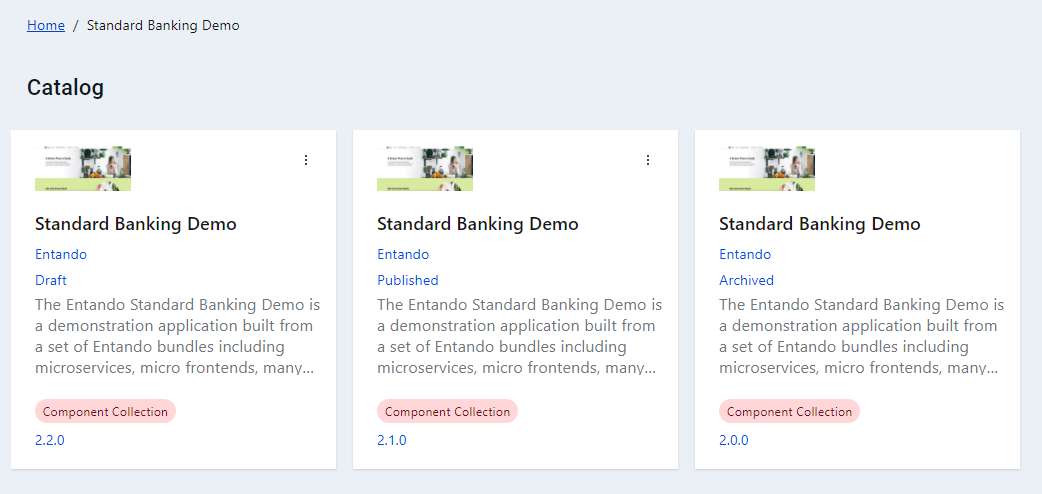 Home / Standard Banking Demo
Catalog
Standard Banking Demo
Entando
Draft
The Entando Standard Banking Demo is
a demonstration application built from
a set of Entando bundles including
microservices, micro frontends, many...
Component Collection
2.2.0
Standard Banking Demo
Entando
Published
The Entando Standard Banking Demo is
a demonstration application built from
a set of Entando bundles including
microservices, micro frontends, many...
Component Collection
2.1.0
Standard Banking Demo
Entando
Archived
The Entando Standard Banking Demo is
a demonstration application built from
a set of Entando bundles including
microservices, micro frontends, many...
Component Collection
2.0.0